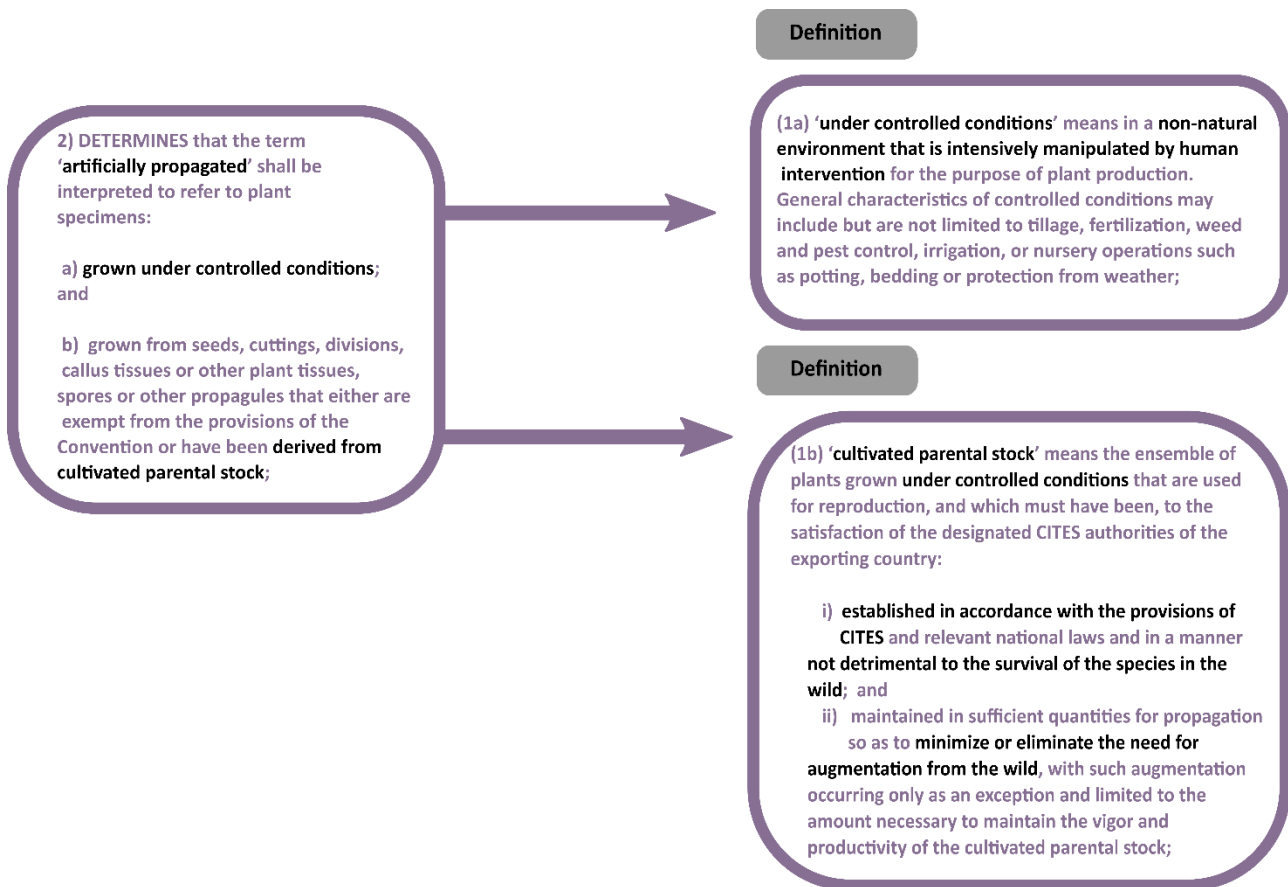 2) DETERMINES that the term
‘artificially propagated’ shall be
interpreted to refer to plant
specimens:
a) grown under controlled conditions;
and
b) grown from seeds, cuttings, divisions,
callus tissues or other plant tissues,
spores or other propagules that either are
exempt from the provisions of the
Convention or have been derived from
cultivated parental stock;
Definition
(1a) ‘under controlled conditions’ means in a non-natural
environment that is intensively manipulated by human
intervention for the purpose of plant production.
General characteristics of controlled conditions may
include but are not limited to tillage, fertilization, weed
and pest control, irrigation, or nursery operations such
as potting, bedding or protection from weather;
Definition
(1b) ‘cultivated parental stock’ means the ensemble of
plants grown under controlled conditions that are used
for reproduction, and which must have been, to the
satisfaction of the designated CITES authorities of the
exporting country:
i) established in accordance with the provisions of
CITES and relevant national laws and in a manner
not detrimental to the survival of the species in the
wild; and
ii) maintained in sufficient quantities for propagation
so as to minimize or eliminate the need for
augmentation from the wild, with such augmentation
occurring only as an exception and limited to the
amount necessary to maintain the vigor and
productivity of the cultivated parental stock;